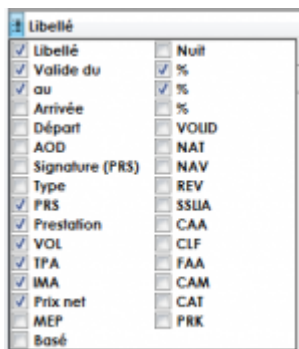 Libellé
Libellé
Valide du
au
Arrivée
Départ
AOD
Signature (PRS)
Type
PRS
Prestation
VOL
TPA
IMA
Prix net
MEP
Basé
Nuit
%
%
%
VOLID
NAT
NAV
REV
SSLIA
CAA
CLF
FAA
CAM
CAT
PRK